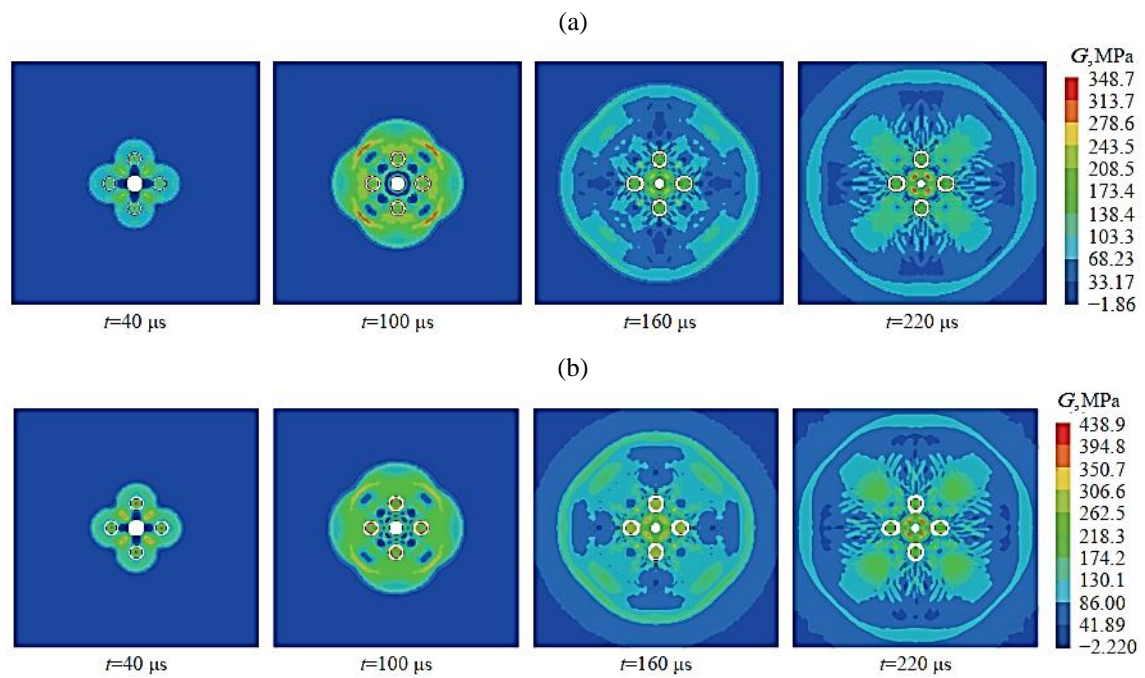 (a)
G,MPa
348.7
313.7
278.6
243.5
208.5
173.4
138.4
103.3
68.23
33.17
−1.86
t=40 μs
t=100 μs
t=160 μs
t=220 μs
(b)
G,MPa
438.9
394.8
350.7
306.6
262.5
218.3
174.2
130.1
86.00
41.89
−2.220
t=40 μs
t=100 μs
t=160 μs
t=220 μs